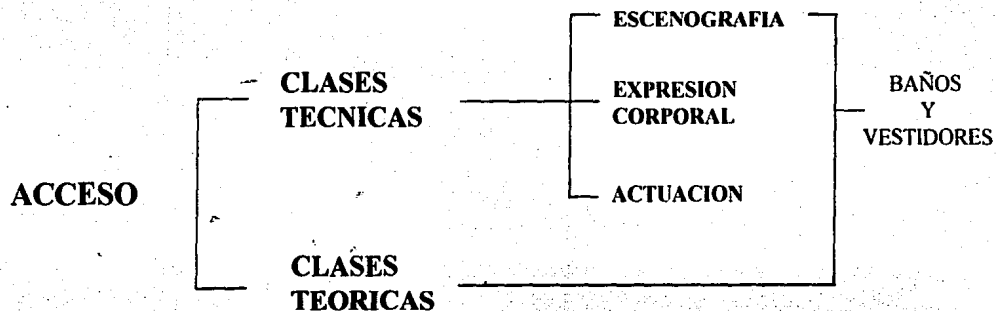 ACCESO
CLASES
TECNICAS
CLASES
TEORICAS
ESCENOGRAFIA
EXPRESION
CORPORAL
ACTUACION
BAÑOS
Y
VESTIDORES